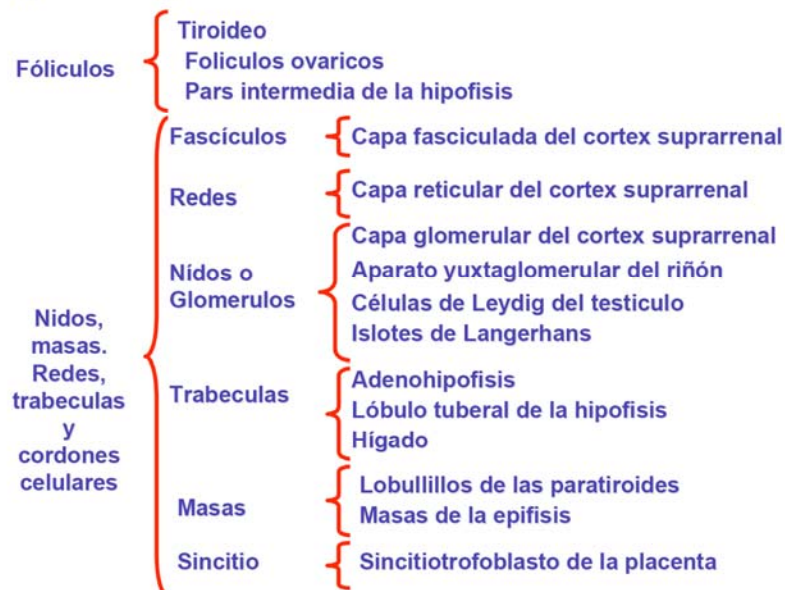 Fóliculos
Tiroideo
Foliculos ovaricos
Pars intermedia de la hipofisis
Nidos,
masas.
Redes,
trabeculas
y
cordones
celulares
Fascículos
Capa fasciculada del cortex suprarrenal
Redes
Capa reticular del cortex suprarrenal
Nídos o
Glomerulos
Capa glomerular del cortex suprarrenal
Aparato yuxtaglomerular del riñón
Células de Leydig del testiculo
Islotes de Langerhans
Trabeculas
Adenohipofisis
Lóbulo tuberal de la hipofisis
Hígado
Masas
Lobullillos de las paratiroides
Masas de la epifisis
Sincitio
Sincitiotrofoblasto de la placenta